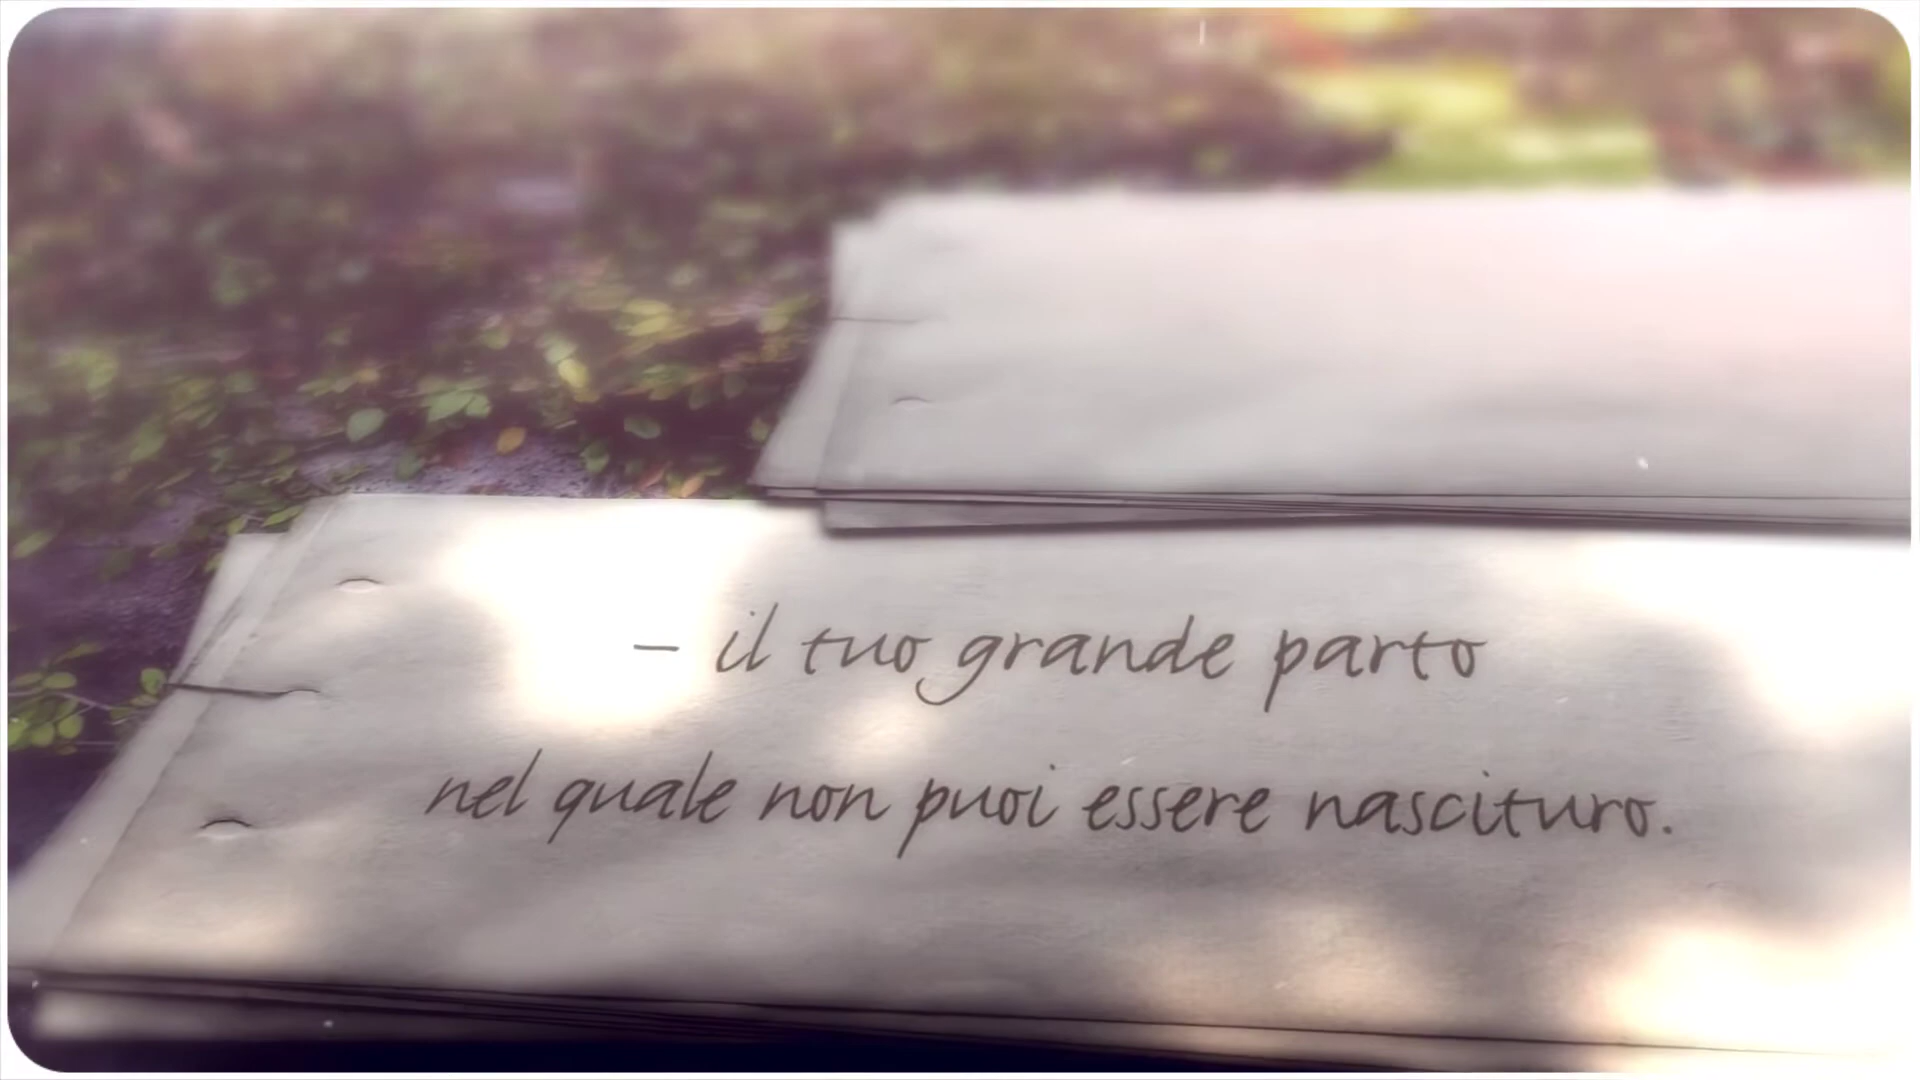 – il tuo grande parto
nel quale non puoi essere nascituro.